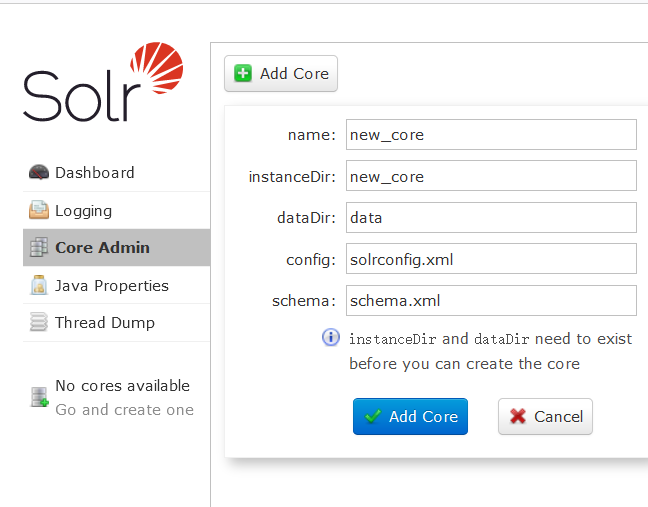 Solr
Dashboard
Logging
Core Admin
Java Properties
Thread Dump
No cores available
Go and create one
Add Core
name: new_core
instanceDir: new_core
dataDir: data
config: solrconfig.xml
schema: schema.xml
instanceDir and dataDir need to exist
before you can create the core
Add Core Cancel